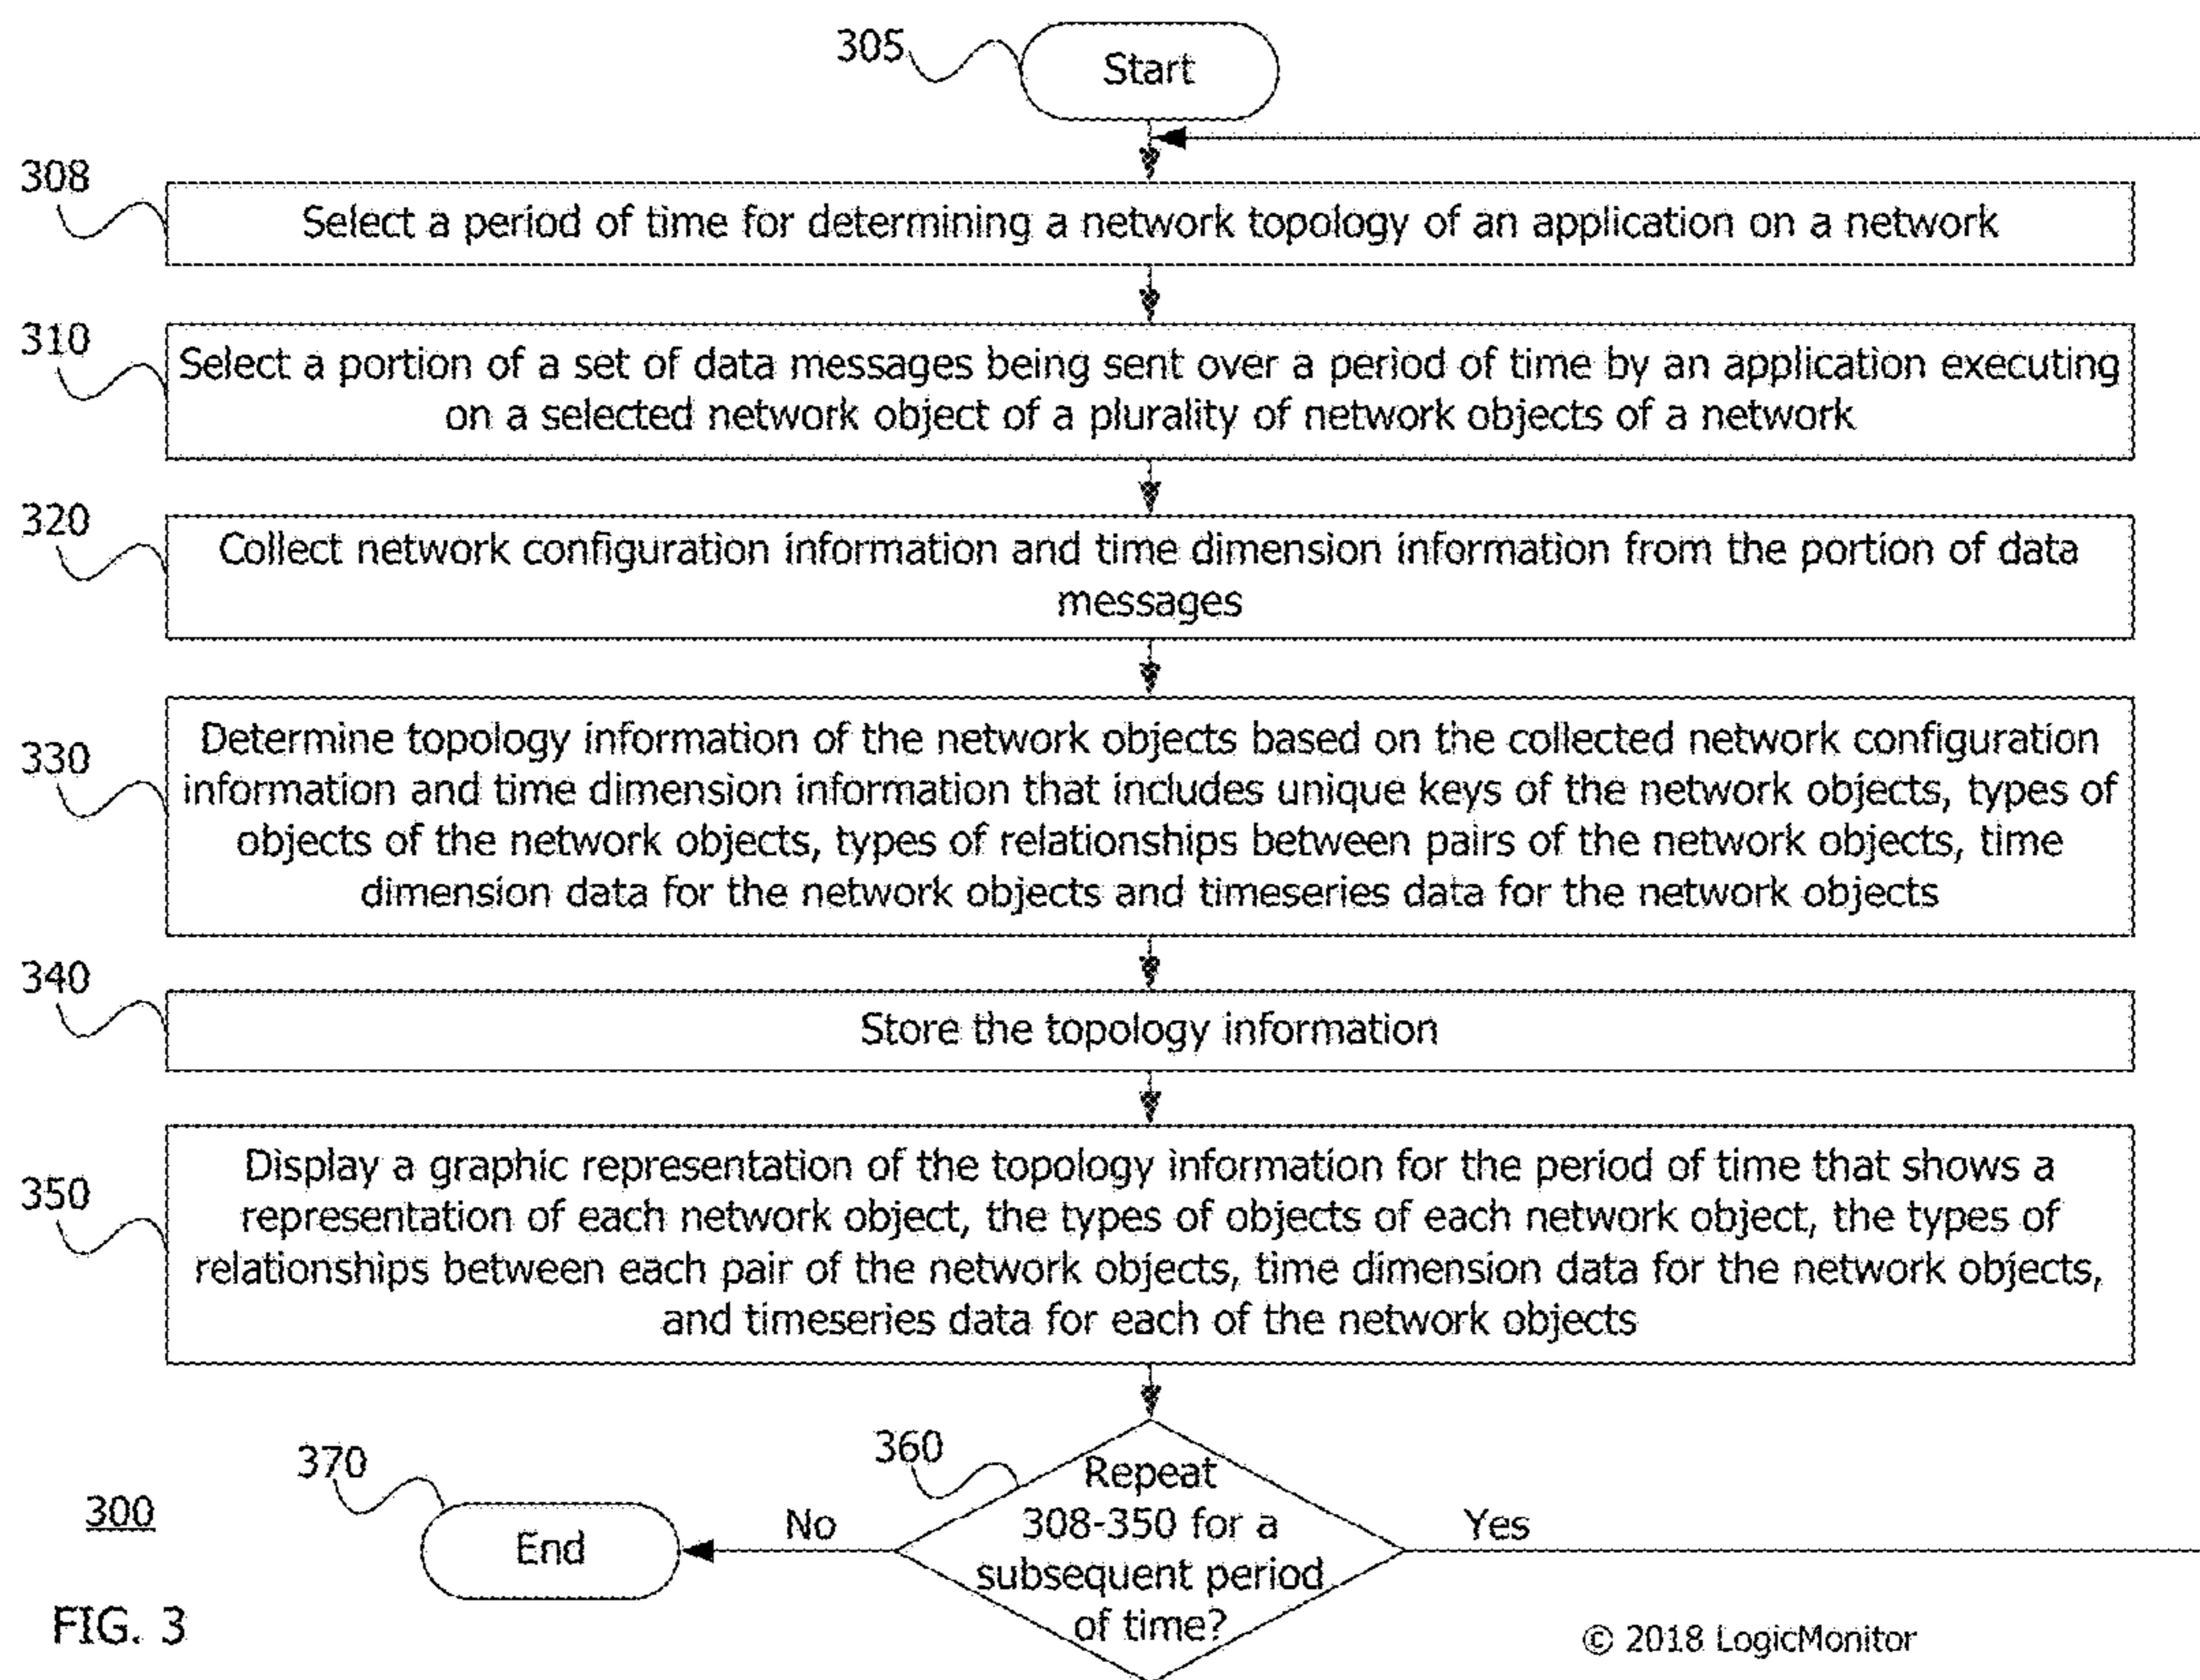 305
Start
308
Select a period of time for determining a network topology of an application on a network
310
Select a portion of a set of data messages being sent over a period of time by an application executing
on a selected network object of a plurality of network objects of a network
320
Collect network configuration information and time dimension information from the portion of data
messages
330
Determine topology information of the network objects based on the collected network configuration
information and time dimension information that includes unique keys of the network objects, types of
objects of the network objects, types of relationships between pairs of the network objects, time
dimension data for the network objects and timeseries data for the network objects
340
Store the topology information
350
Display a graphic representation of the topology information for the period of time that shows a
representation of each network object, the types of objects of each network object, the types of
relationships between each pair of the network objects, time dimension data for the network objects,
and timeseries data for each of the network objects
360
Repeat
308-350 for a
subsequent period
of time?
Yes
No
370
End
300
FIG. 3
© 2018 LogicMonitor